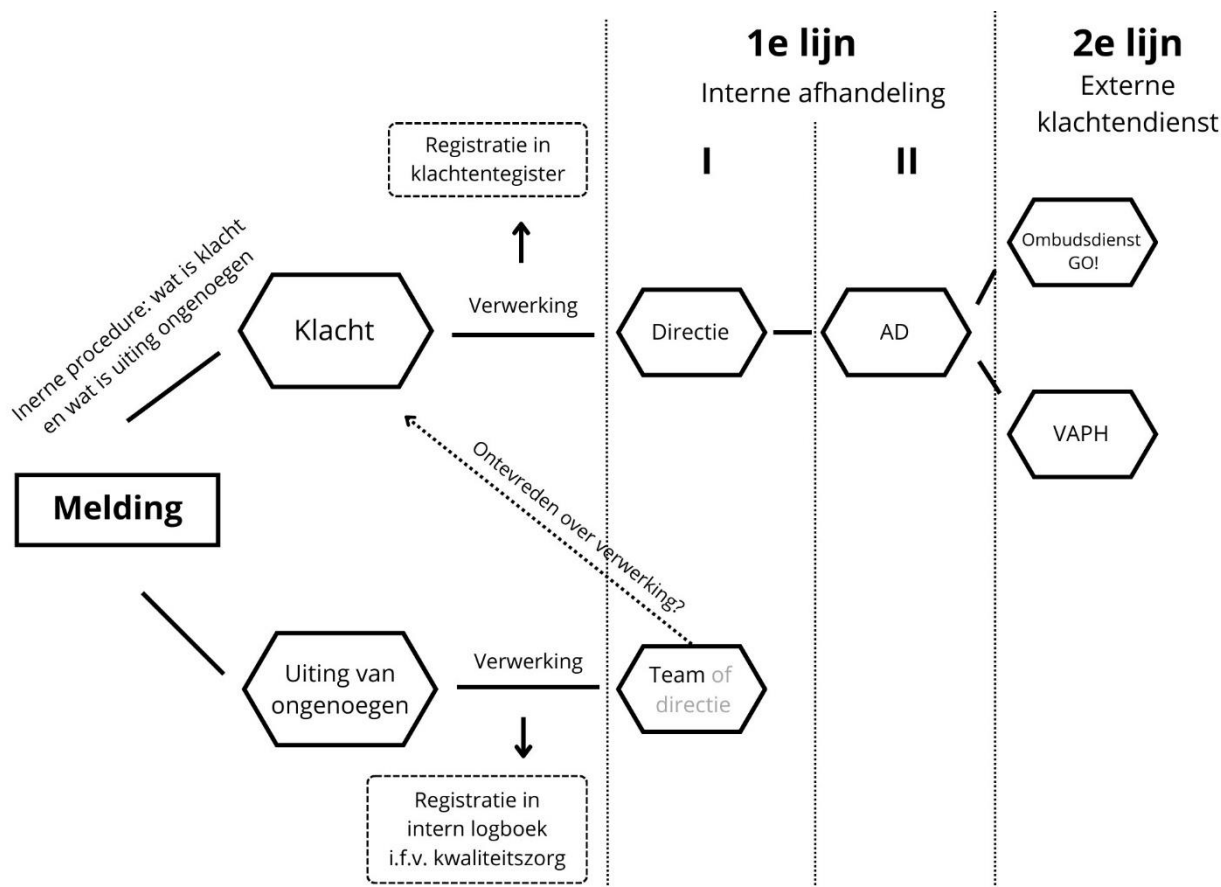 1e lijn
Interne afhandeling
2e lijn
Externe
klachtendienst
I
II
Registratie in
klachtentegister
Inerne procedure: wat is klacht
en wat is uiting ongenoegen
Klacht
Verwerking
Directie
AD
Ombudsdienst
GO!
VAPH
Melding
Ontevreden over verwerking?
Uiting van
ongenoegen
Verwerking
Team of
directie
Registratie in
intern logboek
i.f.v. kwaliteitszorg